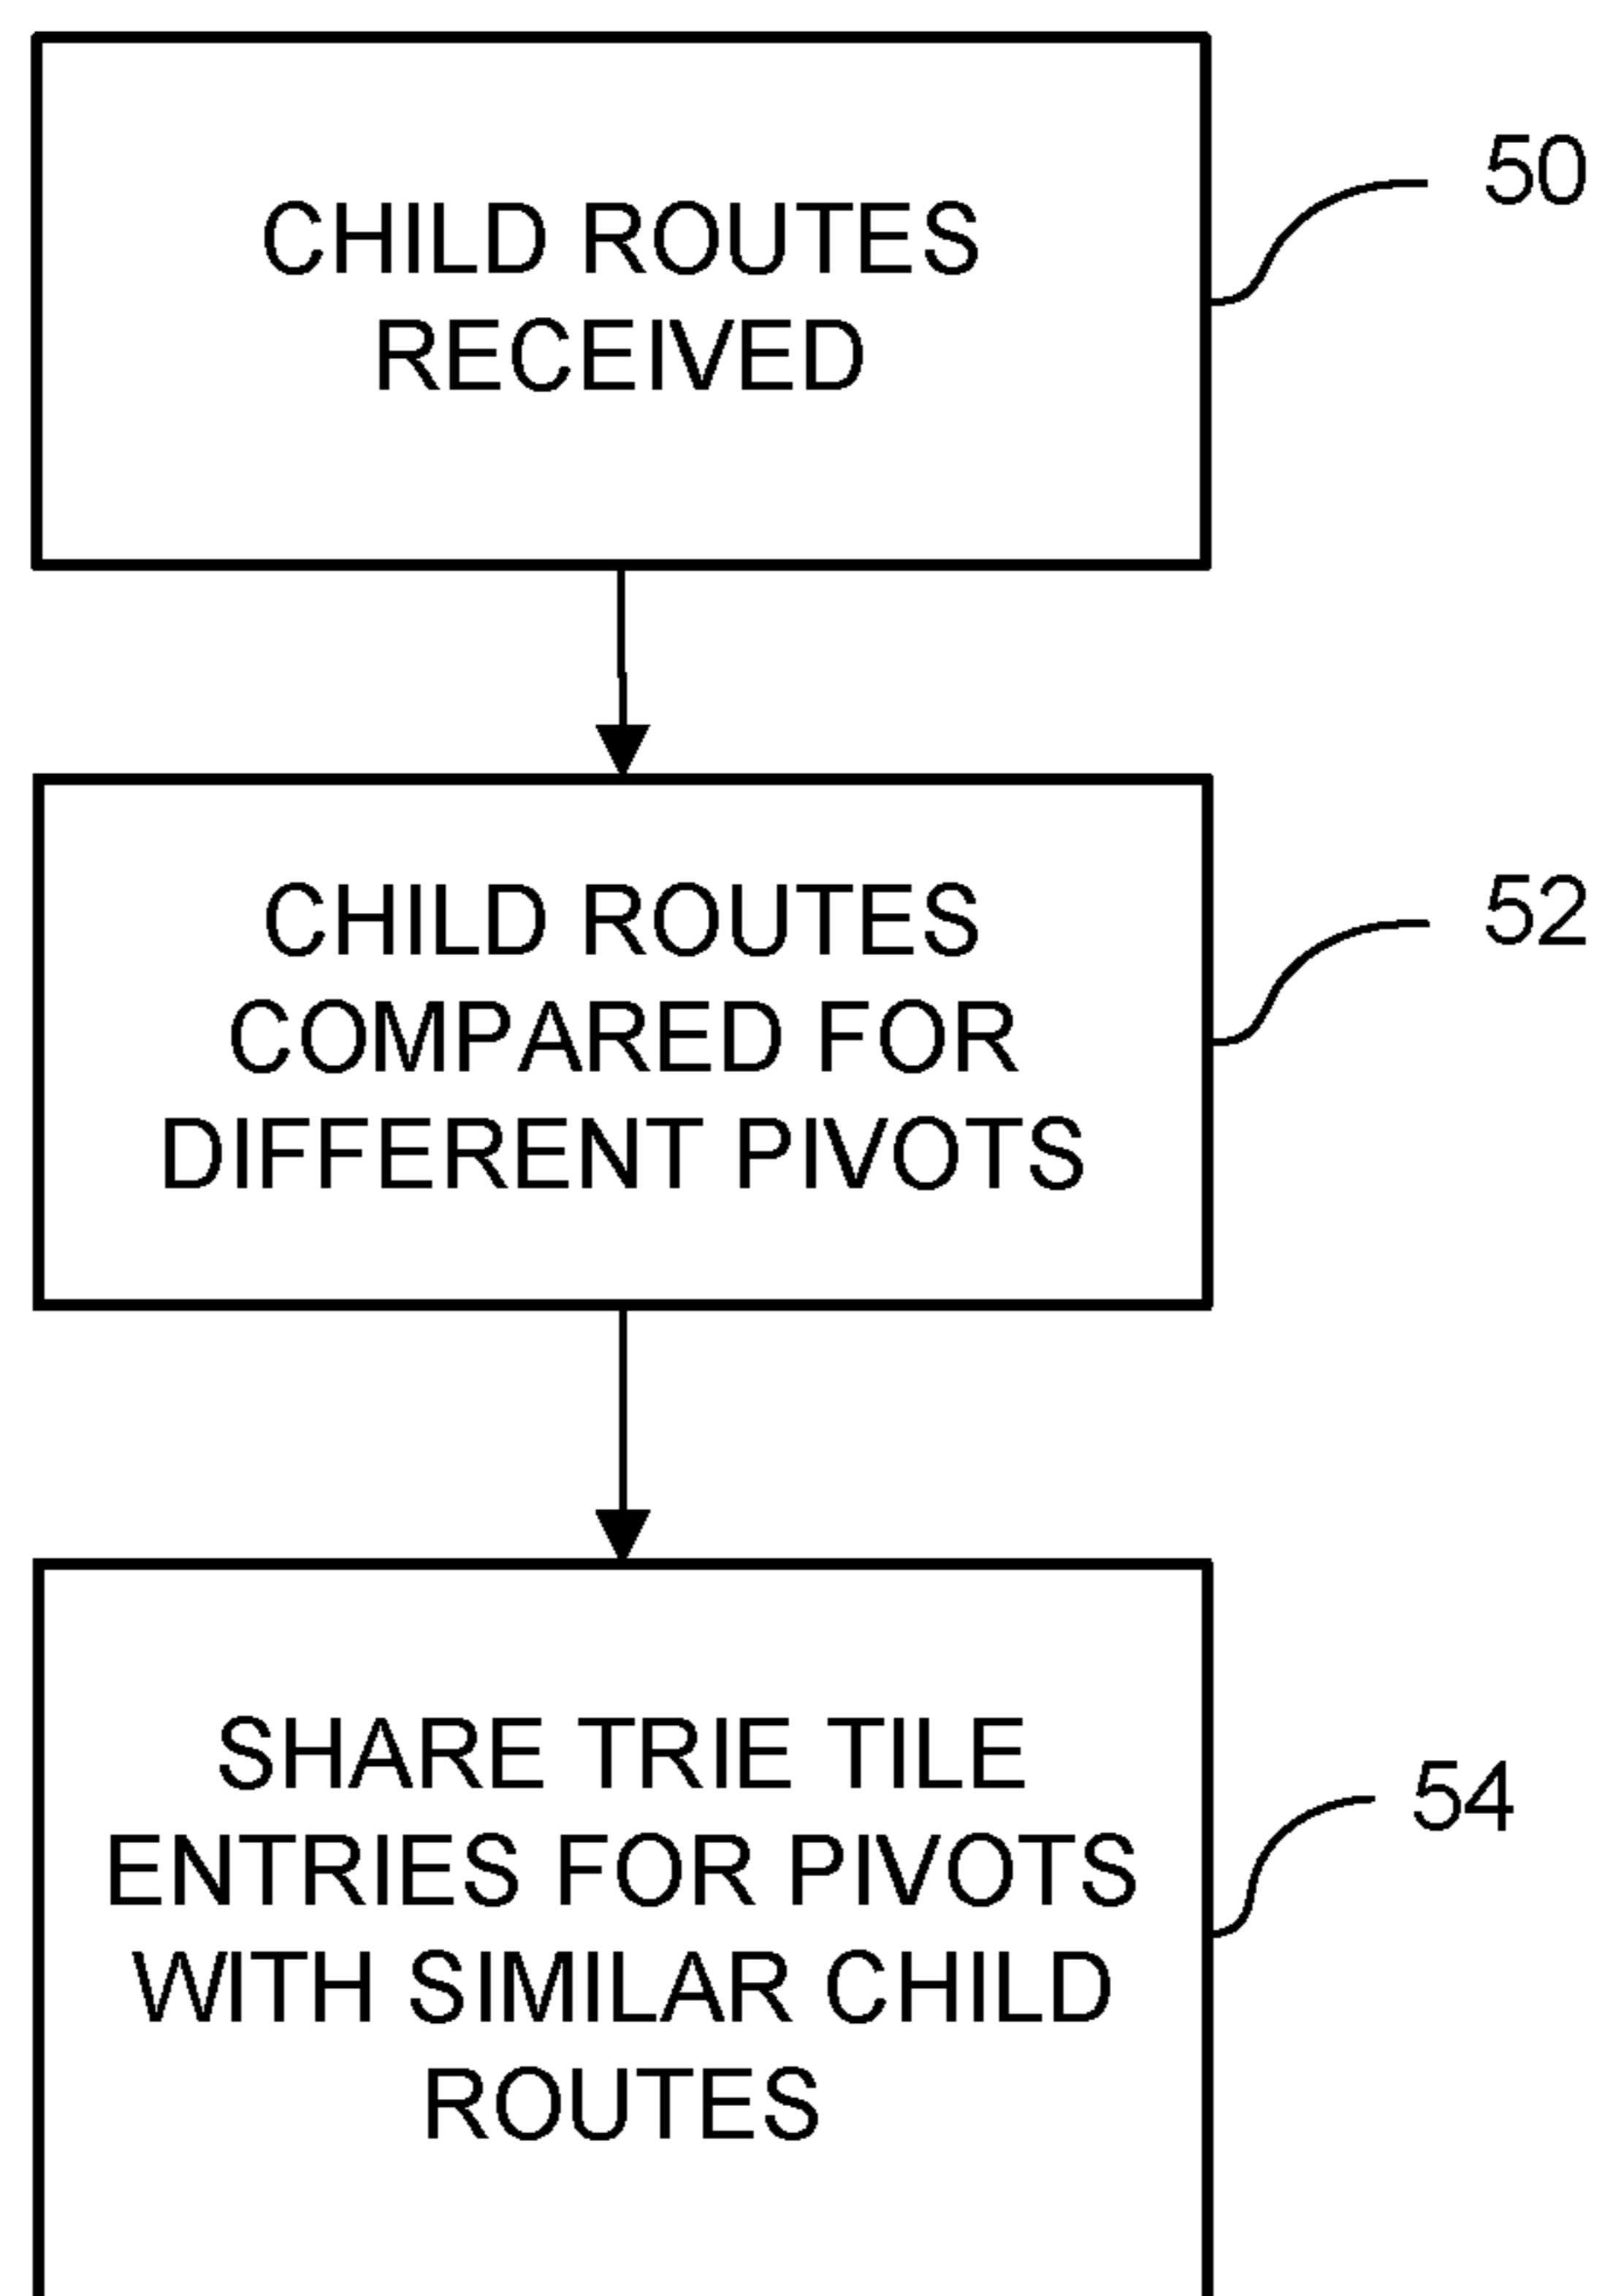 CHILD ROUTES
RECEIVED
50
CHILD ROUTES
COMPARED FOR
DIFFERENT PIVOTS
52
SHARE TRIE TILE
ENTRIES FOR PIVOTS
WITH SIMILAR CHILD
ROUTES
54